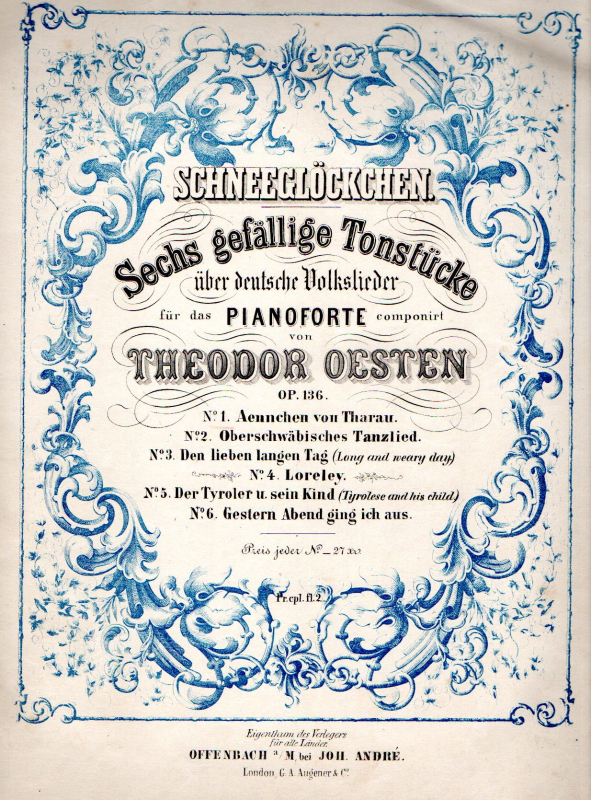 SCHNEEGLÖCKCHEN.
Sechs gefällige Tonstücke
über deutsche Volkslieder
für das PIANOFORTE componirt
von
THEODOR OESTEN
OP. 136.
No. 1. Aennchen von Tharau.
No. 2. Oberschwäbisches Tanzlied.
No. 3. Den lieben langen Tag (Long and weary day)
No. 4. Loreley.
No. 5. Der Tyroler u. sein Kind (Tyrolese and his child.)
No. 6. Gestern Abend ging ich aus.
Preis jeder No. _ 27 xr.
Pr. cpl. fl. 2.
Eigenthum des Verlegers
für alle Länder.
OFFENBACH a/M, bei JOH. ANDRÉ.
London, G. A. Augener & Co.